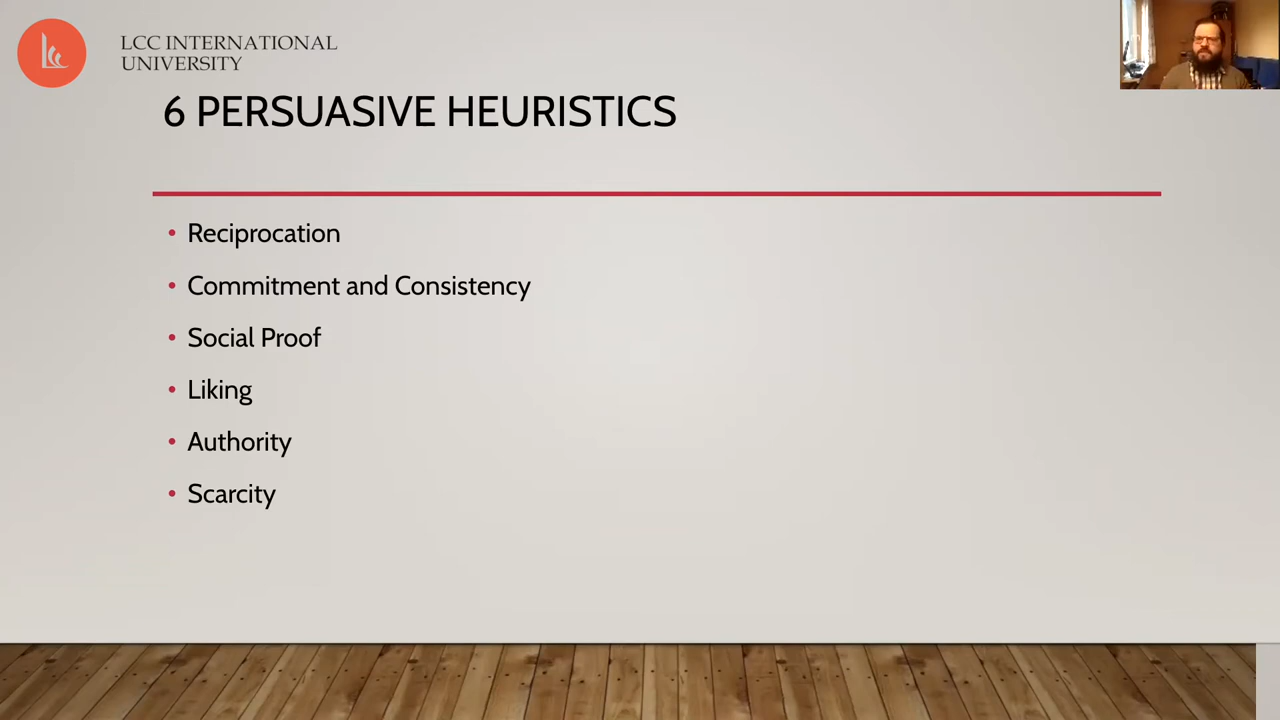 LCC INTERNATIONAL
UNIVERSITY
6 PERSUASIVE HEURISTICS
• Reciprocation
• Commitment and Consistency
• Social Proof
• Liking
• Authority
• Scarcity